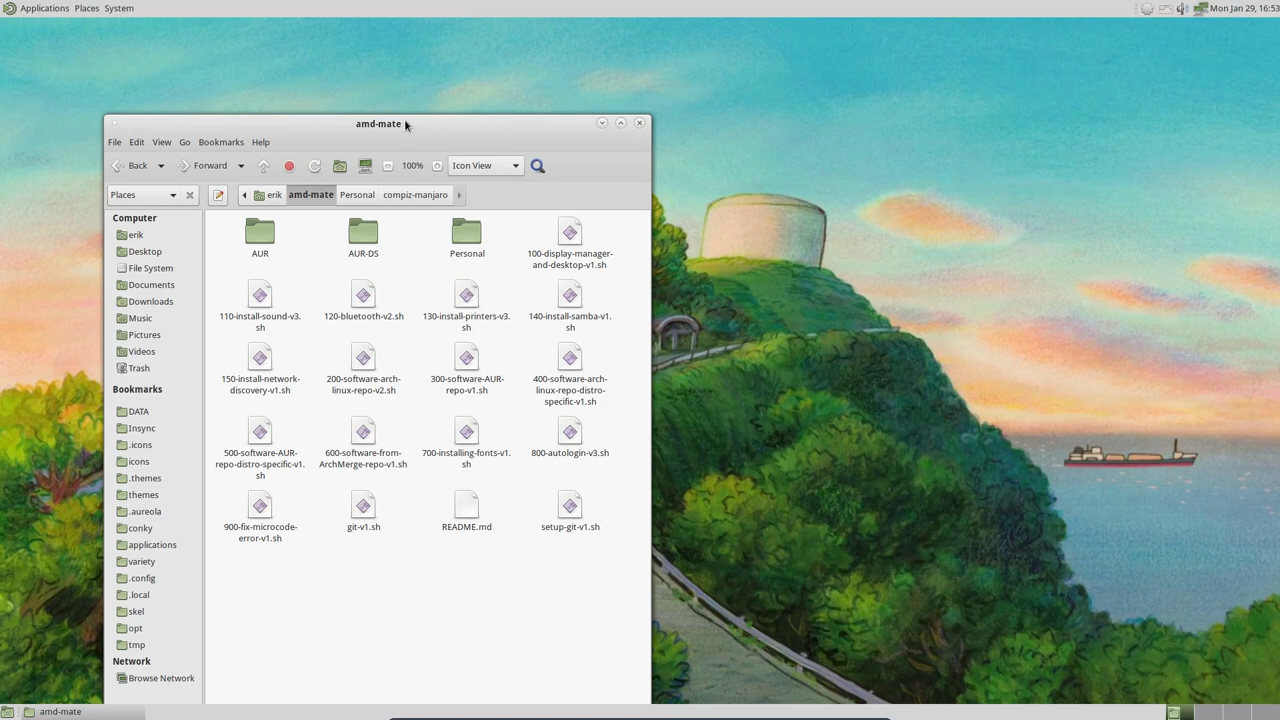 Applications Places System
Mon Jan 29, 16:53
amd-mate
File Edit View Go Bookmarks Help
Back Forward 100% Icon View
Places
erik amd-mate Personal compiz-manjaro
Computer
erik
Desktop
File System
Documents
Downloads
Music
Pictures
Videos
Trash
Bookmarks
DATA
Insync
.icons
icons
.themes
themes
.aureola
conky
applications
variety
.config
.local
skel
opt
tmp
Network
Browse Network
AUR
AUR-DS
Personal
100-display-manager-
and-desktop-v1.sh
110-install-sound-v3.
sh
120-bluetooth-v2.sh
130-install-printers-v3.
sh
140-install-samba-v1.
sh
150-install-network-
discovery-v1.sh
200-software-arch-
linux-repo-v2.sh
300-software-AUR-
repo-v1.sh
400-software-arch-
linux-repo-distro-
specific-v1.sh
500-software-AUR-
repo-distro-specific-v1.
sh
600-software-from-
ArchMerge-repo-v1.sh
700-installing-fonts-v1.
sh
800-autologin-v3.sh
900-fix-microcode-
error-v1.sh
git-v1.sh
README.md
setup-git-v1.sh
amd-mate